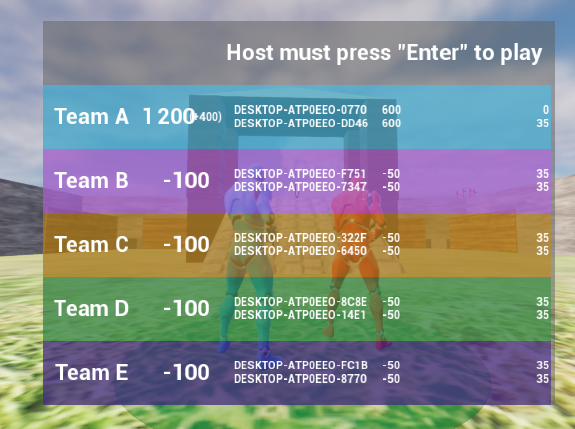 Host must press "Enter" to play
Team A 1 200 (+400) DESKTOP-ATP0EEO-0770 600 0
DESKTOP-ATP0EEO-DD46 600 35
Team B -100 DESKTOP-ATP0EEO-F751 -50 35
DESKTOP-ATP0EEO-7347 -50 35
Team C -100 DESKTOP-ATP0EEO-322F -50 35
DESKTOP-ATP0EEO-6450 -50 35
Team D -100 DESKTOP-ATP0EEO-8C8E -50 35
DESKTOP-ATP0EEO-14E1 -50 35
Team E -100 DESKTOP-ATP0EEO-FC1B -50 35
DESKTOP-ATP0EEO-8770 -50 35